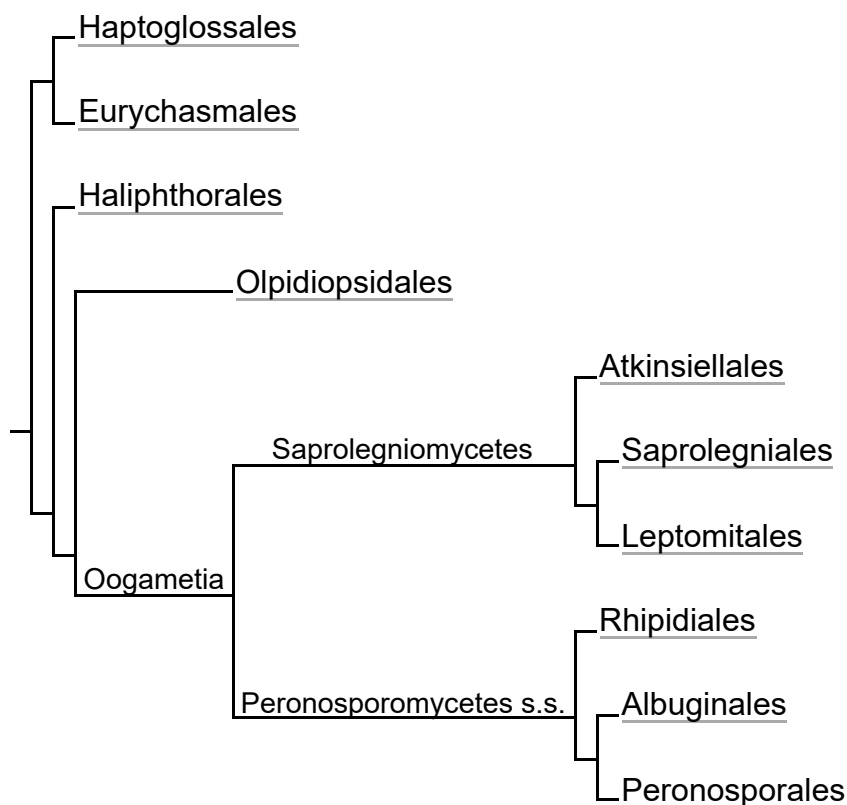 Haptoglossales
Eurychasmales
Haliphthorales
Olpidiopsidales
Atkinsiellales
Saprolegniomycetes
Saprolegniales
Leptomitales
Oogametia
Rhipidiales
Peronosporomycetes s.s.
Albuginales
Peronosporales